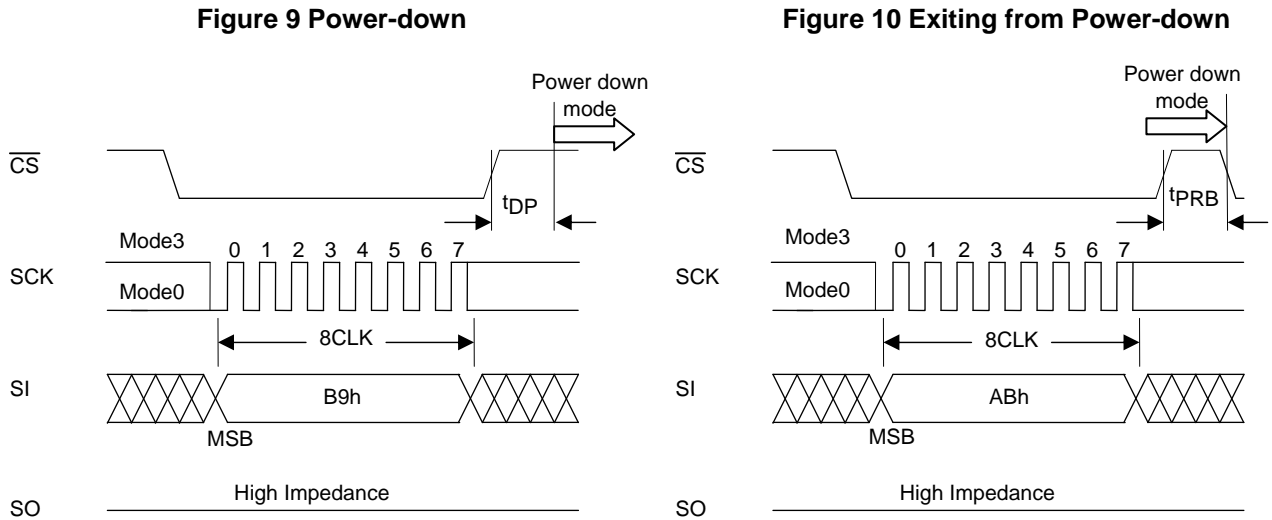 Figure 9 Power-down
Power down
mode
CS
tDP
Mode3
0 1 2 3 4 5 6 7
SCK
Mode0
8CLK
SI
B9h
MSB
High Impedance
SO
Figure 10 Exiting from Power-down
Power down
mode
CS
tPRB
Mode3
0 1 2 3 4 5 6 7
SCK
Mode0
8CLK
SI
ABh
MSB
High Impedance
SO